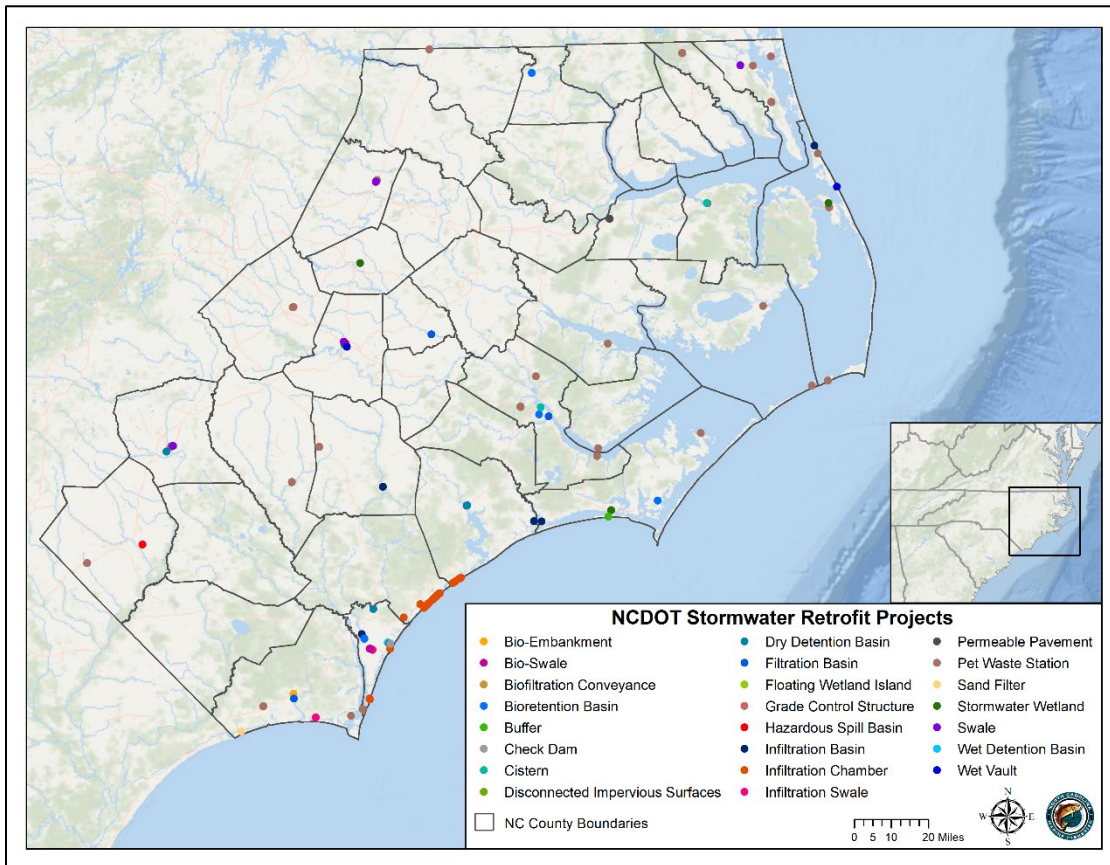 NCDOT Stormwater Retrofit Projects
Bio-Embankment
Bio-Swale
Biofiltration Conveyance
Bioretention Basin
Buffer
Check Dam
Cistern
Disconnected Impervious Surfaces
Dry Detention Basin
Filtration Basin
Floating Wetland Island
Grade Control Structure
Hazardous Spill Basin
Infiltration Basin
Infiltration Chamber
Infiltration Swale
Permeable Pavement
Pet Waste Station
Sand Filter
Stormwater Wetland
Swale
Wet Detention Basin
Wet Vault
NC County Boundaries
0 5 10 20 Miles
N
W E
S